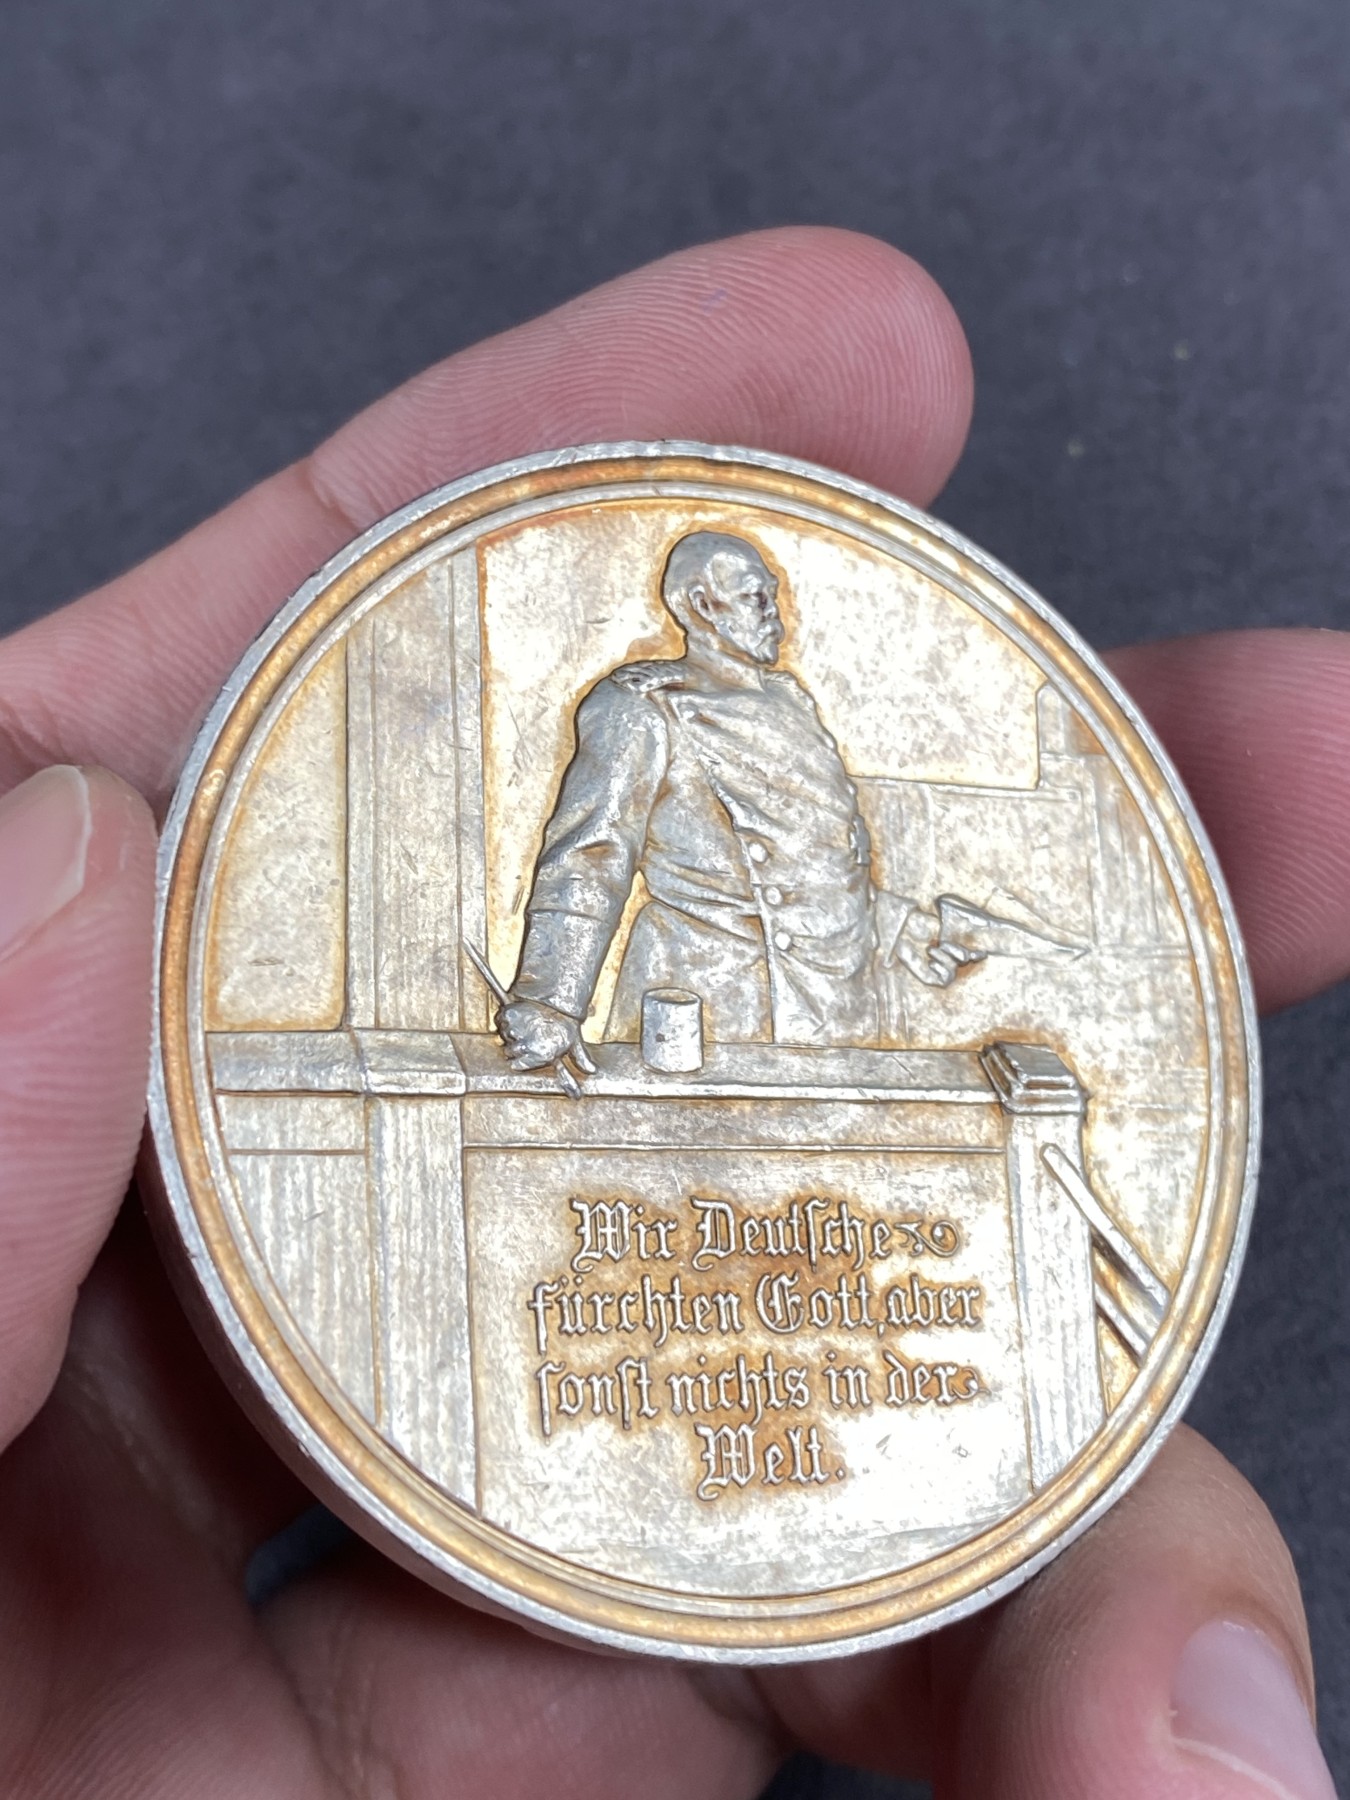 Wir Deutſche
fürchten Gott, aber
ſonſt nichts in der
Welt.